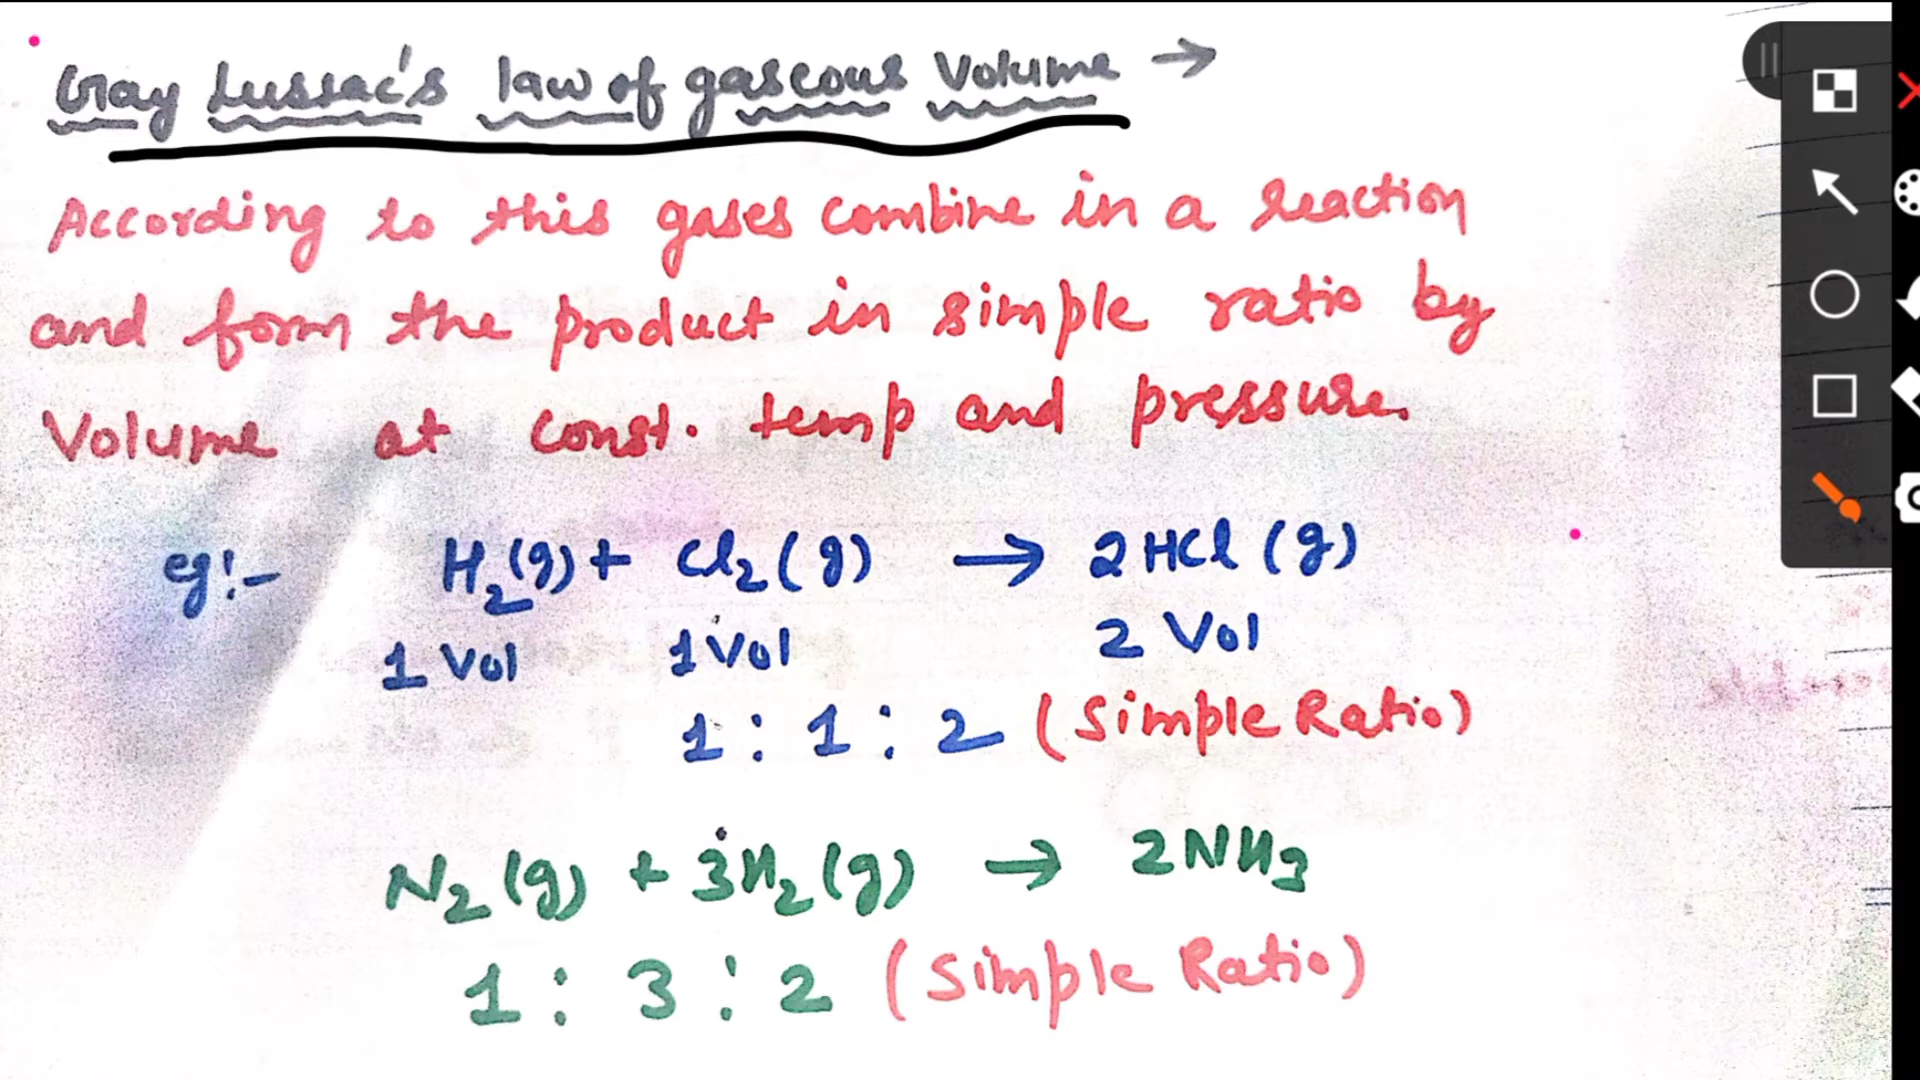 Gay Lussac's law of gaseous Volume →
According to this gases combine in a reaction
and form the product in simple ratio by
Volume at const. temp and pressure.
eg:- H₂(g) + Cl₂(g) → 2HCl(g)
1 Vol 1 Vol 2 Vol
1 : 1 : 2 (Simple Ratio)
N₂(g) + 3H₂(g) → 2NH₃
1 : 3 : 2 (Simple Ratio)